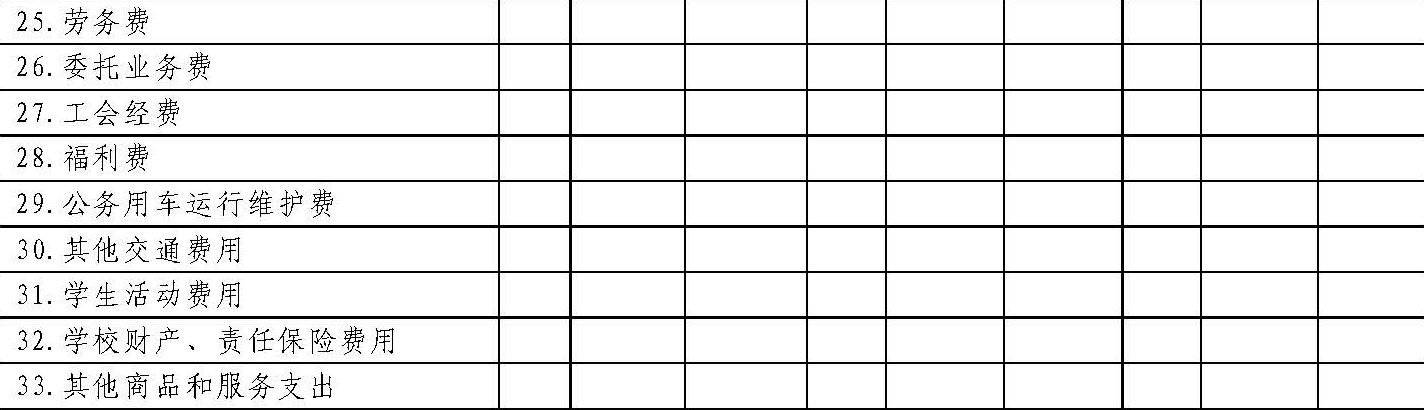 25.劳务费
26.委托业务费
27.工会经费
28.福利费
29.公务用车运行维护费
30.其他交通费用
31.学生活动费用
32.学校财产、责任保险费用
33.其他商品和服务支出